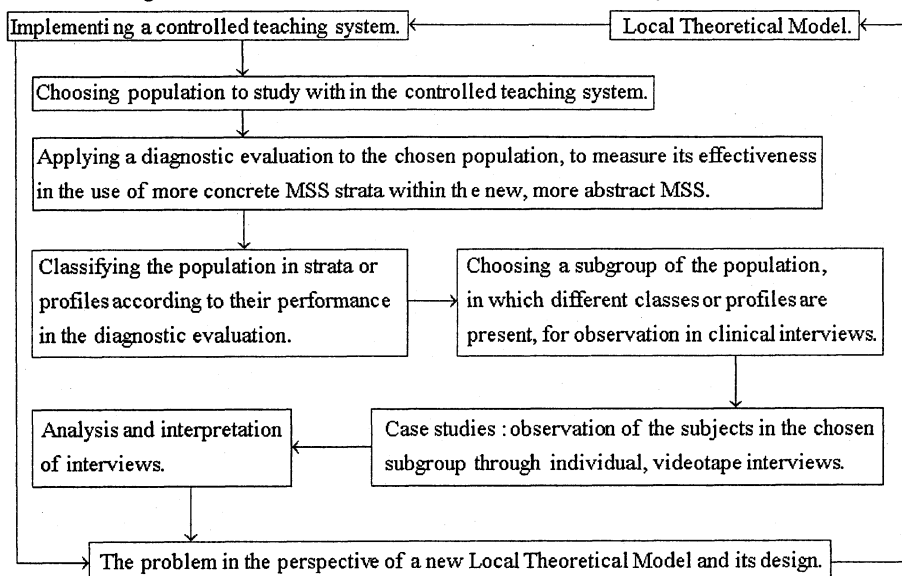 Implementing a controlled teaching system.
Local Theoretical Model.
Choosing population to study with in the controlled teaching system.
Applying a diagnostic evaluation to the chosen population, to measure its effectiveness
in the use of more concrete MSS strata within the new, more abstract MSS.
Classifying the population in strata or
profiles according to their performance
in the diagnostic evaluation.
Choosing a subgroup of the population,
in which different classes or profiles are
present, for observation in clinical interviews.
Case studies : observation of the subjects in the chosen
subgroup through individual, videotape interviews.
Analysis and interpretation
of interviews.
The problem in the perspective of a new Local Theoretical Model and its design.